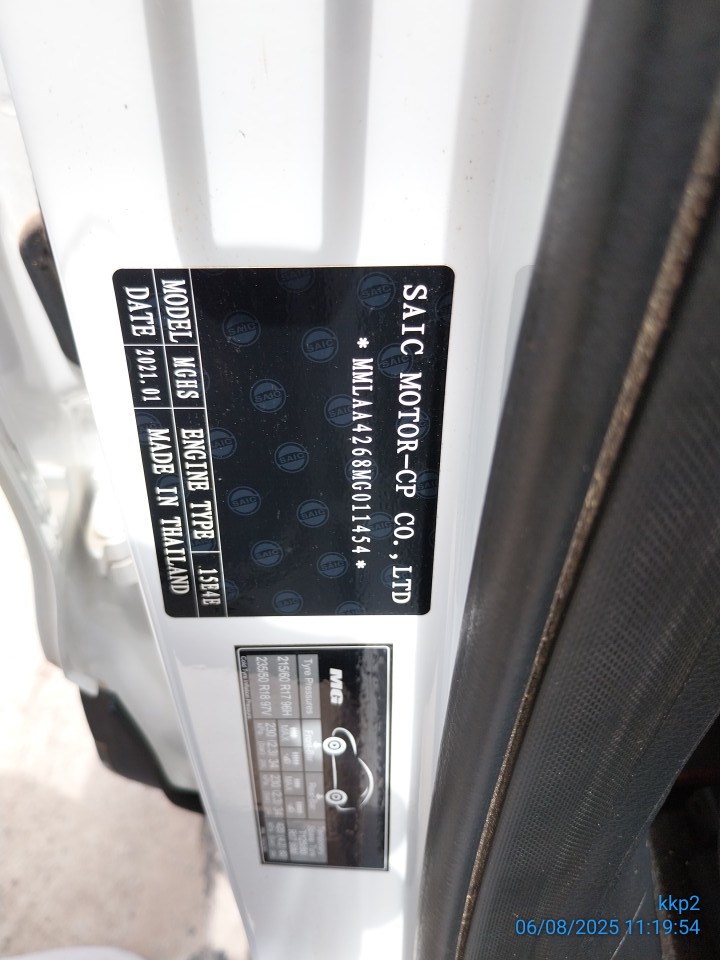 SAIC MOTOR-CP CO.,LTD
* MMLAA4268MG011454 *
MODEL MGHS ENGINE TYPE 15E4E
DATE 2021.01 MADE IN THAILAND
MG
Tyre Pressures
215/60 R17 96H
235/50 R18 97V
kkp2
06/08/2025 11:19:54